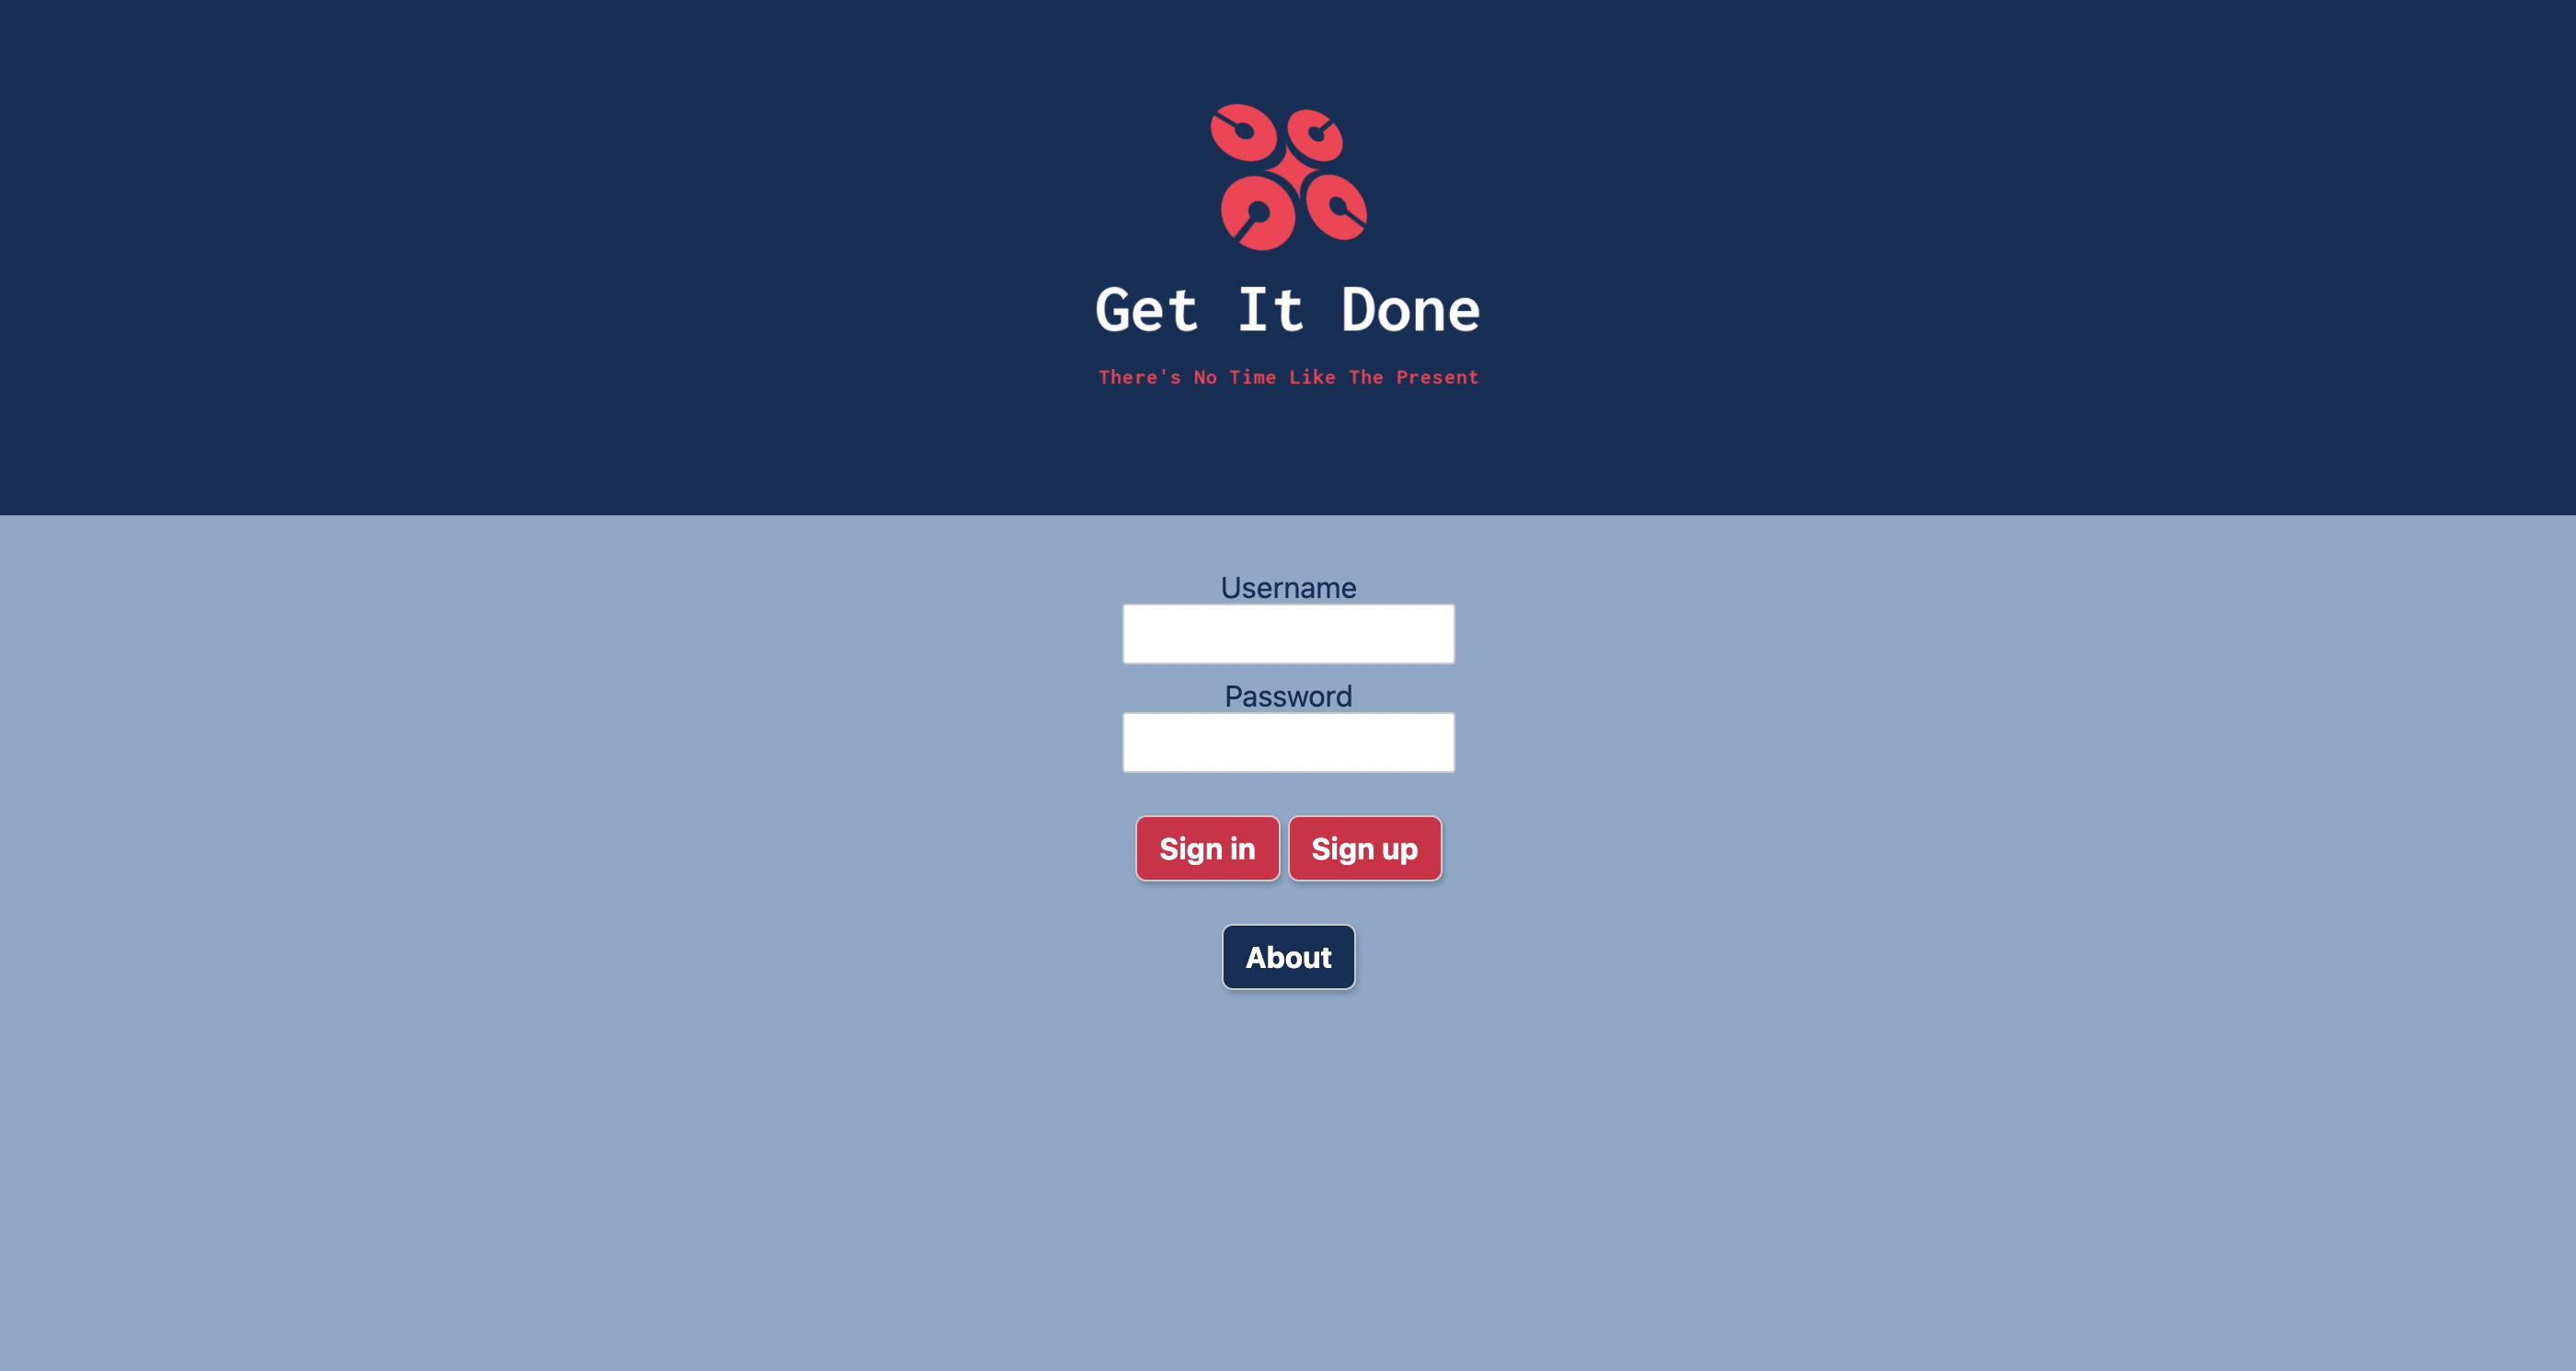 Get It Done
There's No Time Like The Present
Username
Password
Sign in Sign up
About